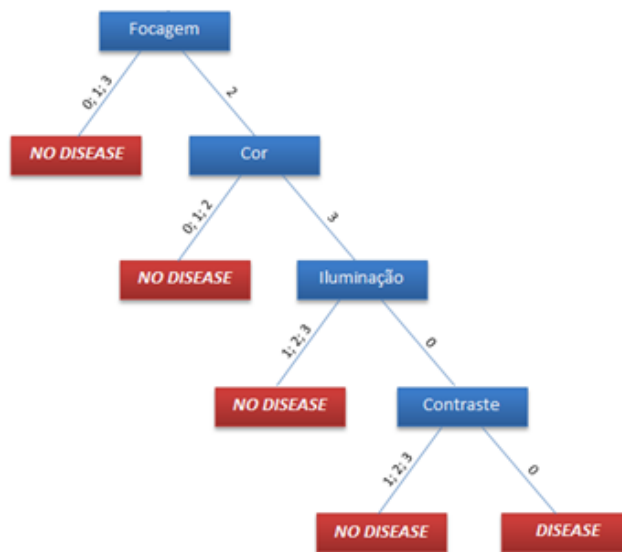 Focagem
0; 1; 3
2
NO DISEASE
Cor
0; 1; 2
3
NO DISEASE
Iluminação
1; 2; 3
0
NO DISEASE
Contraste
1; 2; 3
0
NO DISEASE
DISEASE